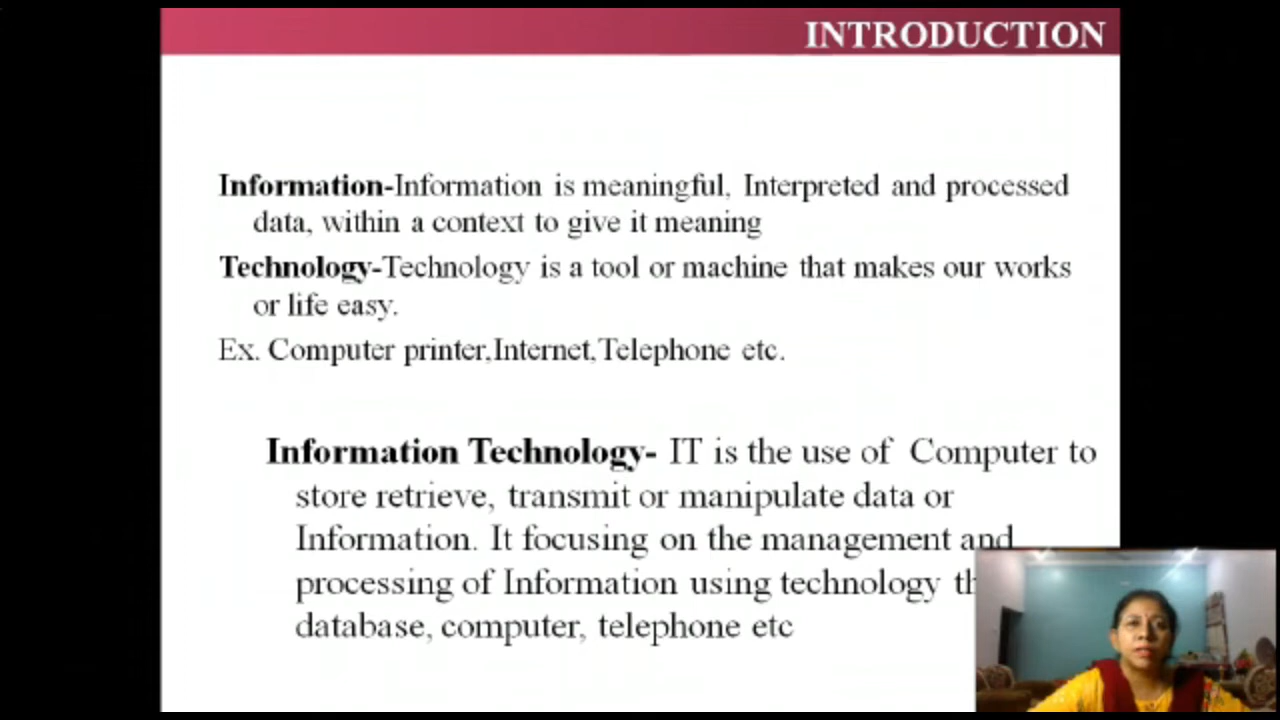 INTRODUCTION
Information-Information is meaningful, Interpreted and processed
data, within a context to give it meaning
Technology-Technology is a tool or machine that makes our works
or life easy.
Ex. Computer printer,Internet,Telephone etc.
Information Technology- IT is the use of Computer to
store retrieve, transmit or manipulate data or
Information. It focusing on the management and
processing of Information using technology
database, computer, telephone etc